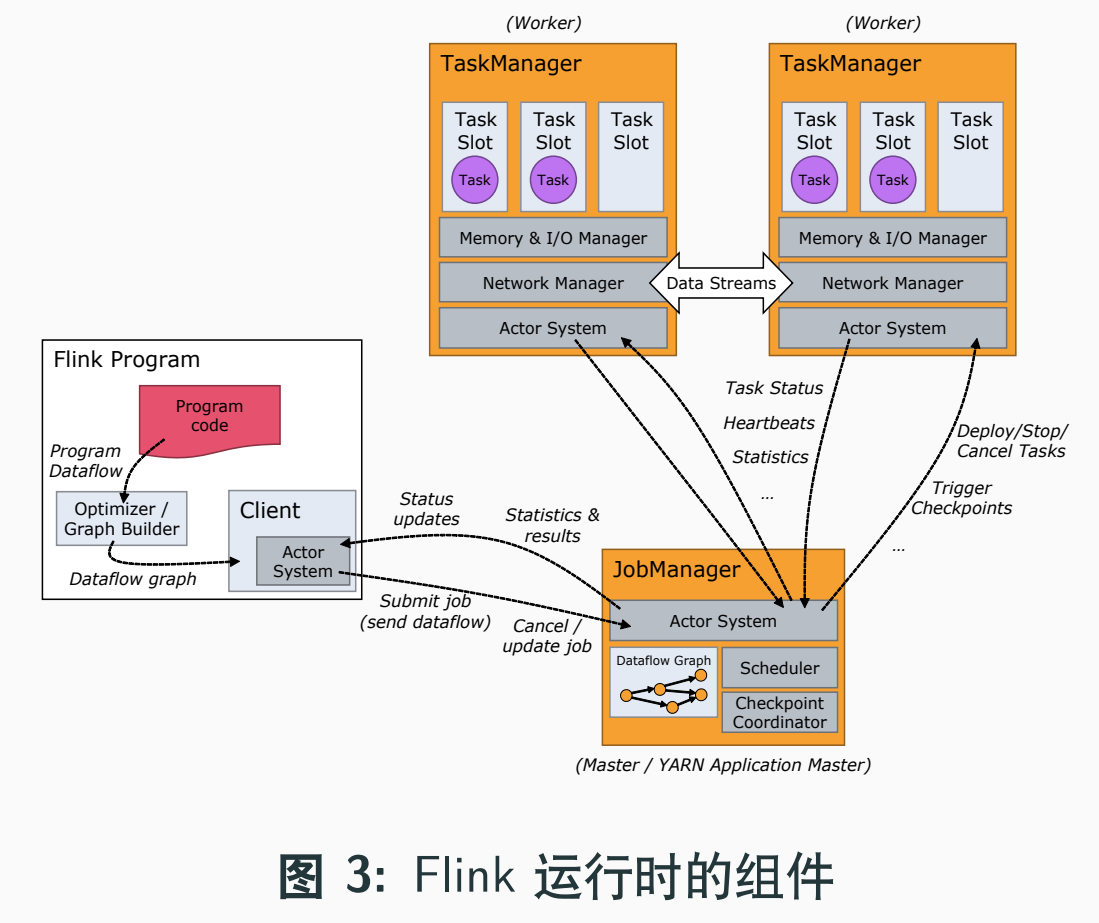 (Worker)
(Worker)
TaskManager
Task
Slot
Task
Task
Slot
Task
Task
Slot
Memory & I/O Manager
Network Manager
Actor System
TaskManager
Task
Slot
Task
Task
Slot
Task
Task
Slot
Memory & I/O Manager
Network Manager
Actor System
Data Streams
Flink Program
Program
code
Program
Dataflow
Optimizer /
Graph Builder
Dataflow graph
Client
Actor
System
Status
updates
Statistics &
results
Submit job
(send dataflow)
Cancel /
update job
Task Status
Heartbeats
Statistics
...
Deploy/Stop/
Cancel Tasks
Trigger
Checkpoints
...
JobManager
Actor System
Dataflow Graph
Scheduler
Checkpoint
Coordinator
(Master / YARN Application Master)
图 3: Flink 运行时的组件